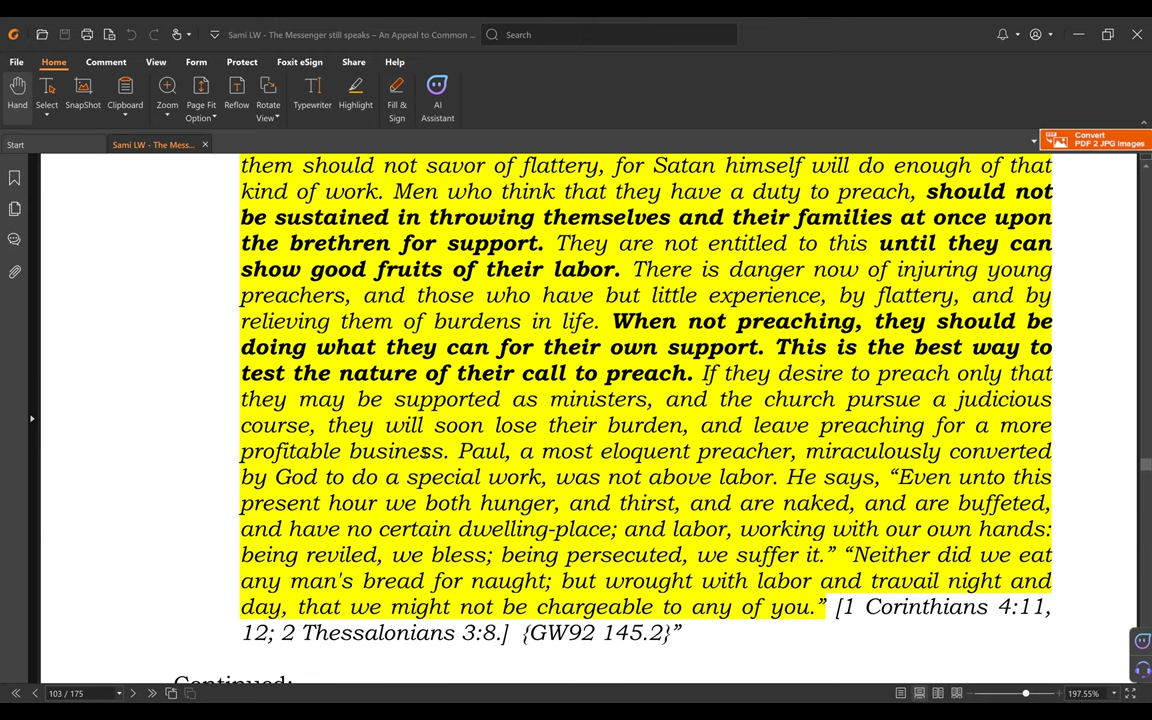 Sami LW - The Messenger still speaks – An Appeal to Common ...
Search
File
Home
Comment
View
Form
Protect
Foxit eSign
Share
Help
Hand
Select
SnapShot
Clipboard
Zoom
Page Fit
Option
Reflow
Rotate
View
Typewriter
Highlight
Fill &
Sign
AI
Assistant
Start
Sami LW - The Mess...
Convert
PDF 2 JPG Images
them should not savor of flattery, for Satan himself will do enough of that
kind of work. Men who think that they have a duty to preach, should not
be sustained in throwing themselves and their families at once upon
the brethren for support. They are not entitled to this until they can
show good fruits of their labor. There is danger now of injuring young
preachers, and those who have but little experience, by flattery, and by
relieving them of burdens in life. When not preaching, they should be
doing what they can for their own support. This is the best way to
test the nature of their call to preach. If they desire to preach only that
they may be supported as ministers, and the church pursue a judicious
course, they will soon lose their burden, and leave preaching for a more
profitable business. Paul, a most eloquent preacher, miraculously converted
by God to do a special work, was not above labor. He says, “Even unto this
present hour we both hunger, and thirst, and are naked, and are buffeted,
and have no certain dwelling-place; and labor, working with our own hands:
being reviled, we bless; being persecuted, we suffer it.” “Neither did we eat
any man's bread for naught; but wrought with labor and travail night and
day, that we might not be chargeable to any of you.” [1 Corinthians 4:11,
12; 2 Thessalonians 3:8.] {GW92 145.2}”
Continued:
103 / 175
197.55%